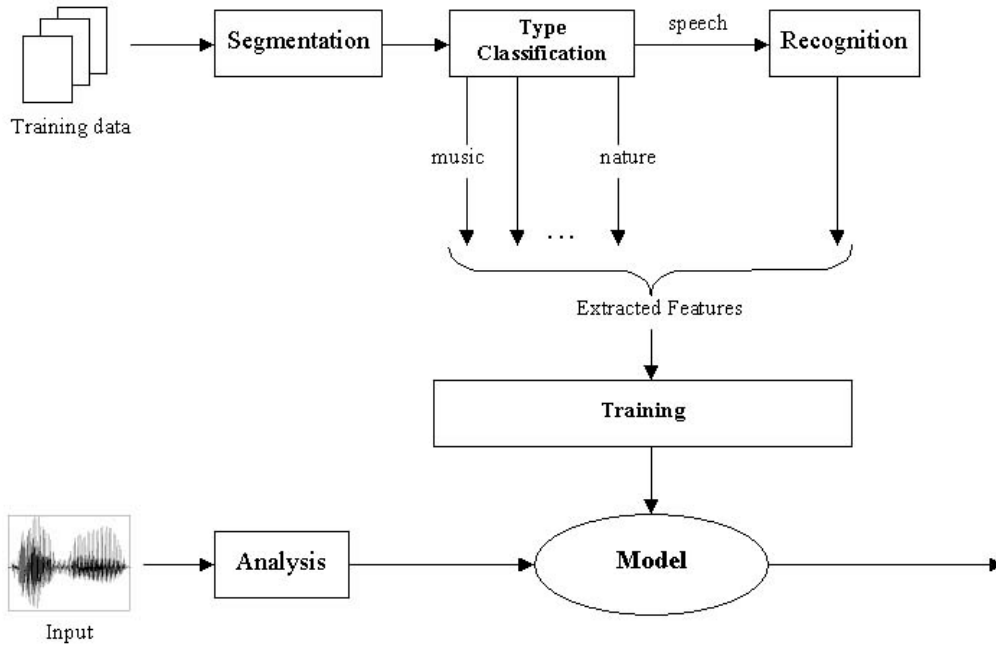 Segmentation
Type
Classification
speech
Recognition
Training data
music
nature
...
Extracted Features
Training
Analysis
Model
Input